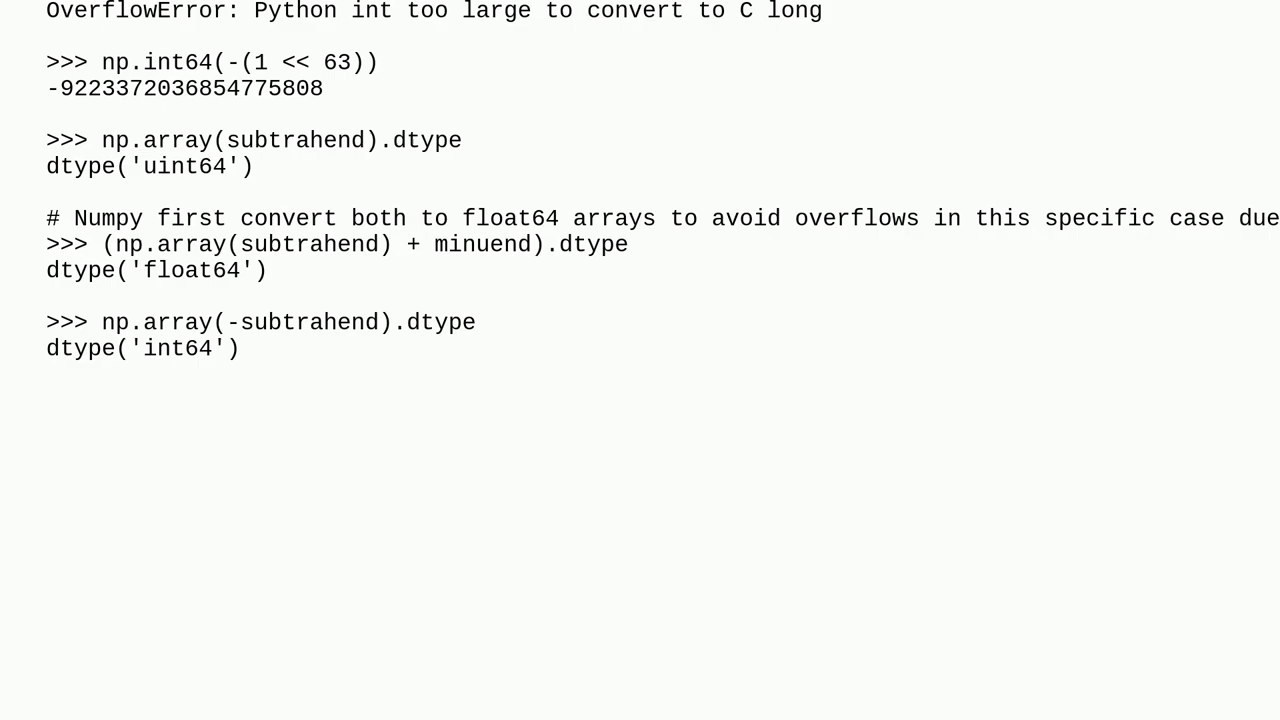 OverflowError: Python int too large to convert to C long
>>> np.int64(-(1 << 63))
-9223372036854775808
>>> np.array(subtrahend).dtype
dtype('uint64')
# Numpy first convert both to float64 arrays to avoid overflows in this specific case due
>>> (np.array(subtrahend) + minuend).dtype
dtype('float64')
>>> np.array(-subtrahend).dtype
dtype('int64')